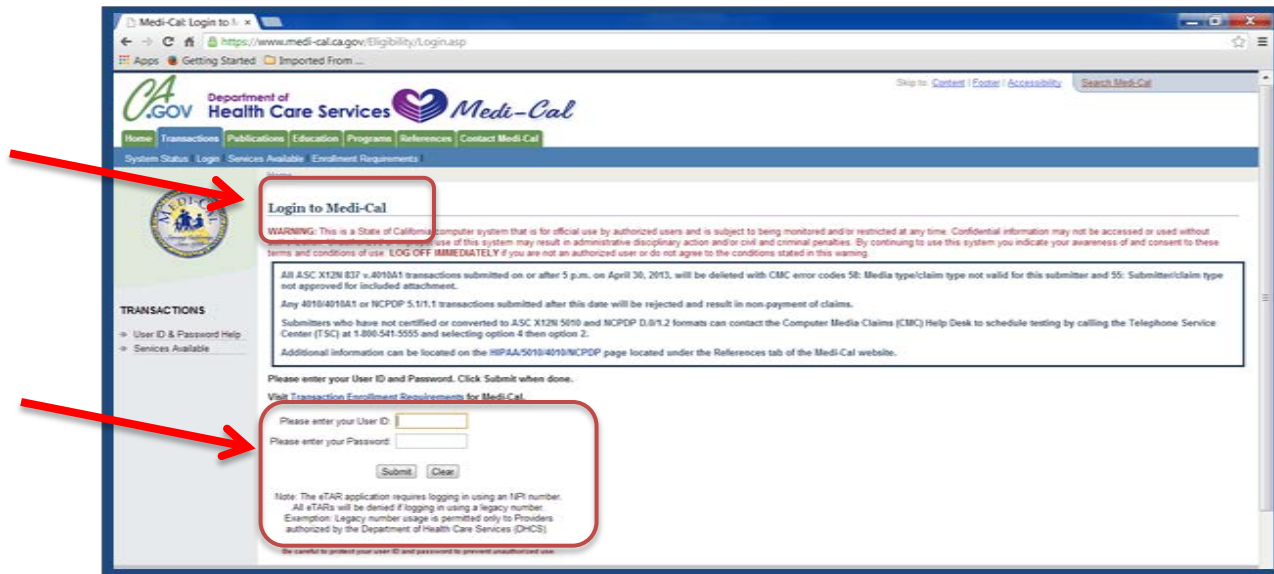 Medi-Cal: Login to M
https://www.medi-cal.ca.gov/Eligibility/Login.asp
Apps Getting Started Imported From ...
Skip to: Content | Footer | Accessibility Search Medi-Cal
CA
.GOV
Department of
Health Care Services
Medi-Cal
Home Transactions Publications Education Programs References Contact Medi-Cal
System Status | Login | Services Available | Enrollment Requirements |
Home
MEDI-CAL
Login to Medi-Cal
WARNING: This is a State of California computer system that is for official use by authorized users and is subject to being monitored and/or restricted at any time. Confidential information may not be accessed or used without
use of this system may result in administrative disciplinary action and/or civil and criminal penalties. By continuing to use this system you indicate your awareness of and consent to these
terms and conditions of use. LOG OFF IMMEDIATELY if you are not an authorized user or do not agree to the conditions stated in this warning.
All ASC X12N 837 v.4010A1 transactions submitted on or after 5 p.m. on April 30, 2013, will be deleted with CMC error codes 58: Media type/claim type not valid for this submitter and 55: Submitter/claim type
not approved for included attachment.
Any 4010/4010A1 or NCPDP 5.1/1.1 transactions submitted after this date will be rejected and result in non-payment of claims.
Submitters who have not certified or converted to ASC X12N 5010 and NCPDP D.0/1.2 formats can contact the Computer Media Claims (CMC) Help Desk to schedule testing by calling the Telephone Service
Center (TSC) at 1-800-541-5555 and selecting option 4 then option 2.
Additional information can be located on the HIPAA/5010/4010/NCPDP page located under the References tab of the Medi-Cal website.
TRANSACTIONS
User ID & Password Help
Services Available
Please enter your User ID and Password. Click Submit when done.
Visit Transaction Enrollment Requirements for Medi-Cal.
Please enter your User ID:
Please enter your Password:
Submit Clear
Note: The eTAR application requires logging in using an NPI number.
All eTARs will be denied if logging in using a legacy number.
Exemption: Legacy number usage is permitted only to Providers
authorized by the Department of Health Care Services (DHCS).
Be careful to protect your user ID and password to prevent unauthorized use.